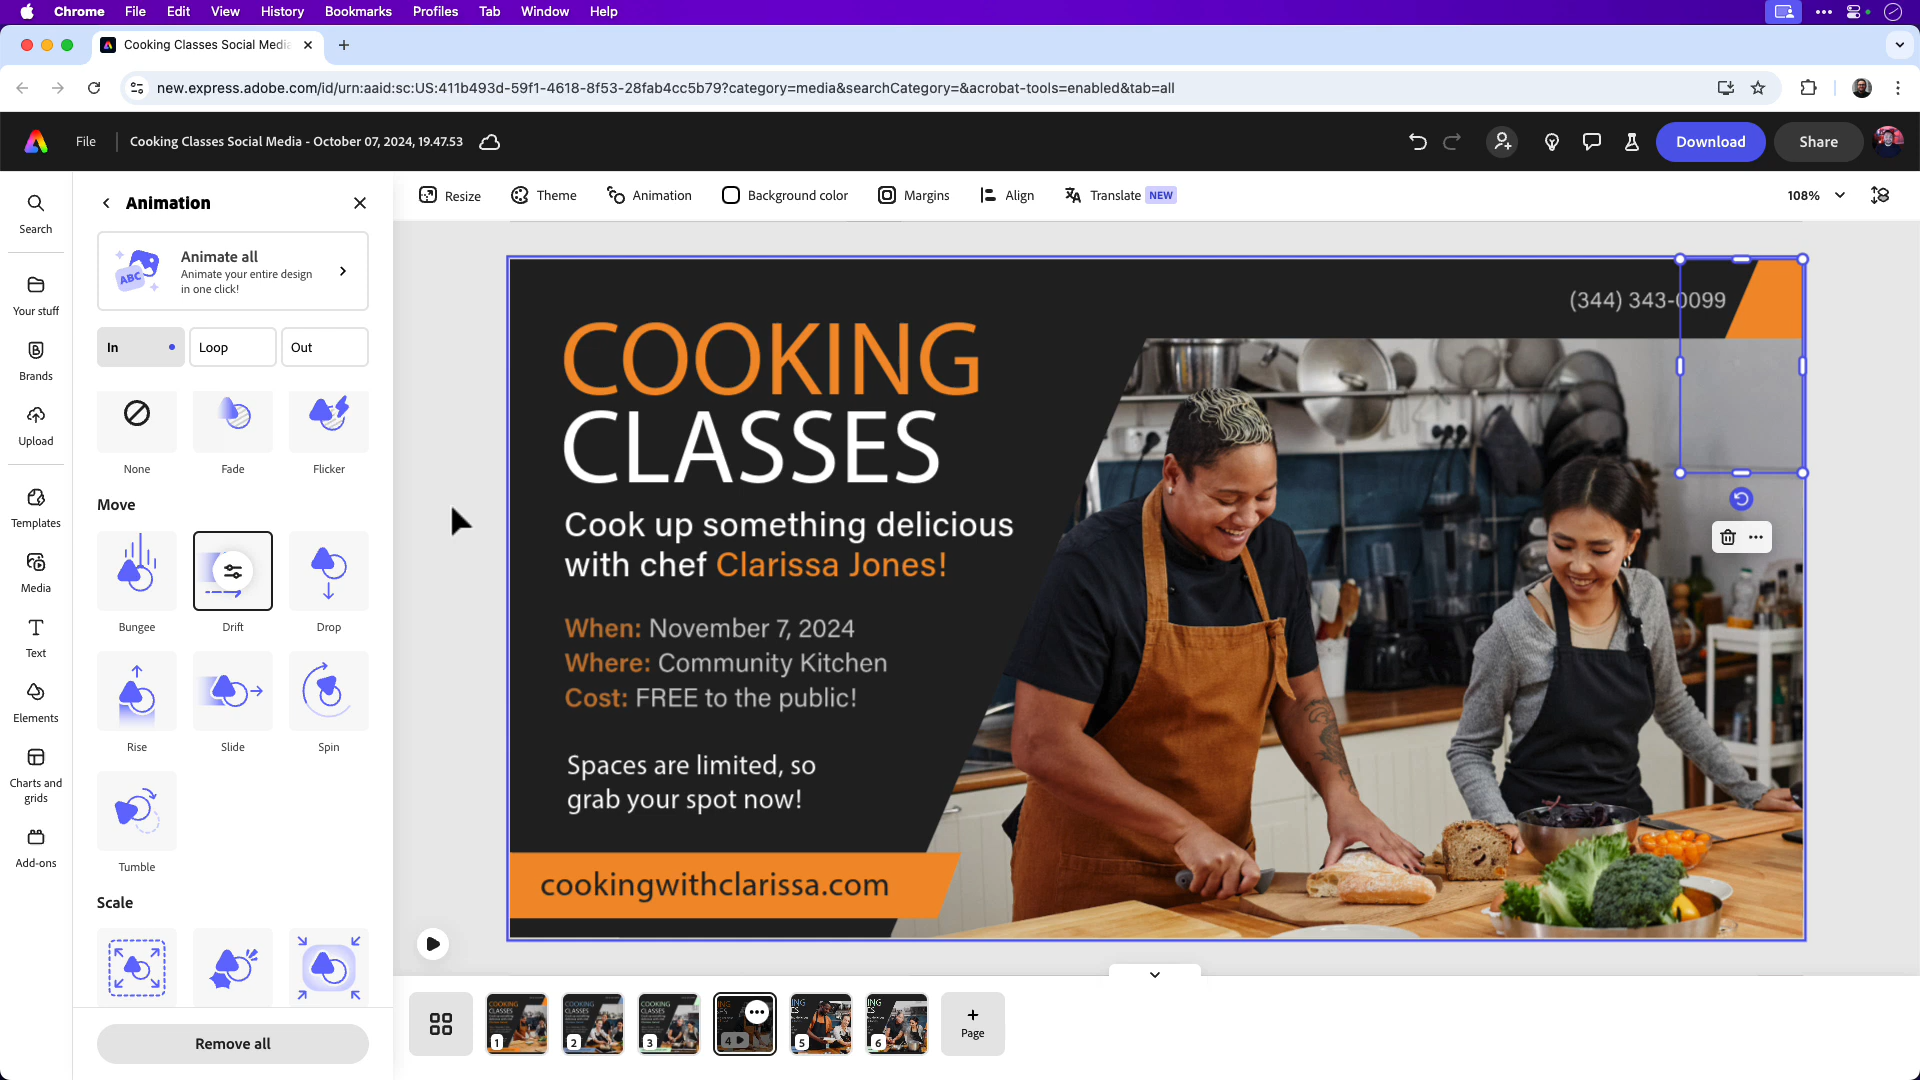 Chrome File Edit View History Bookmarks Profiles Tab Window Help
Cooking Classes Social Media
new.express.adobe.com/id/urn:aaid:sc:US:411b493d-59f1-4618-8f53-28fab4cc5b79?category=media&searchCategory=&acrobat-tools=enabled&tab=all
File Cooking Classes Social Media - October 07, 2024, 19.47.53
Download Share
Resize Theme Animation Background color Margins Align Translate NEW
108%
Search
Your stuff
Brands
Upload
Templates
Media
Text
Elements
Charts and
grids
Add-ons
Animation
ABC
Animate all
Animate your entire design
in one click!
In Loop Out
None Fade Flicker
Move
Bungee Drift Drop
Rise Slide Spin
Tumble
Scale
Remove all
(344) 343-0099
COOKING
CLASSES
Cook up something delicious
with chef Clarissa Jones!
When: November 7, 2024
Where: Community Kitchen
Cost: FREE to the public!
Spaces are limited, so
grab your spot now!
cookingwithclarissa.com
COOKING
CLASSES
1
COOKING
CLASSES
2
COOKING
CLASSES
3
4
5
6
Page